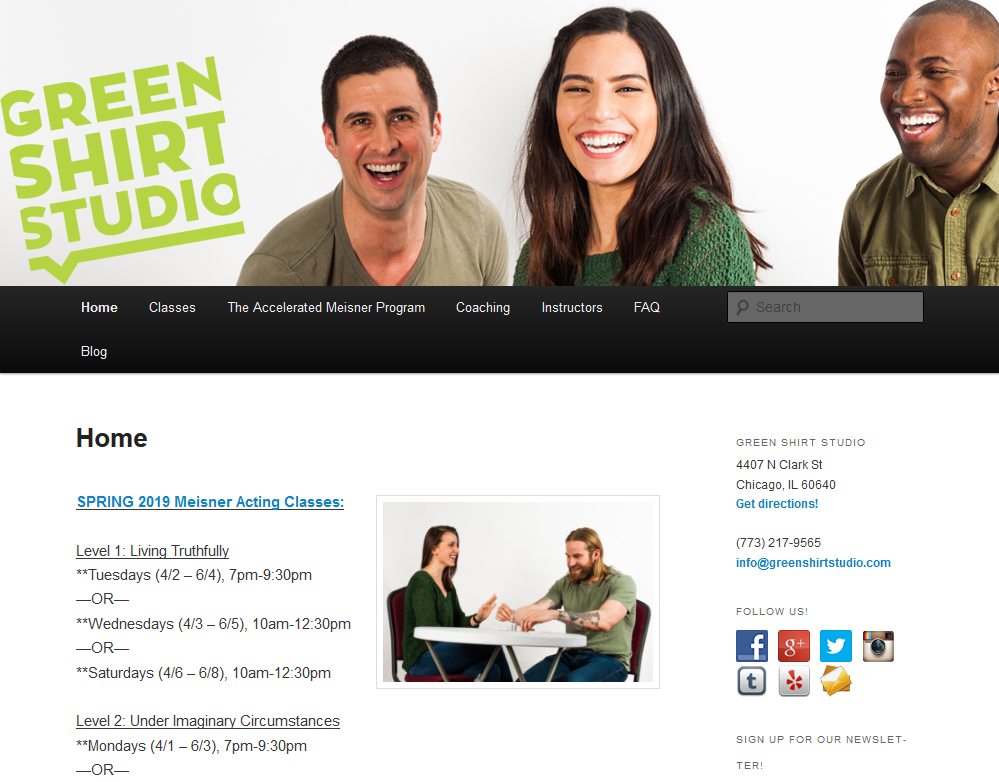 GREEN
SHIRT
STUDIO
Home Classes The Accelerated Meisner Program Coaching Instructors FAQ Search
Blog
Home
SPRING 2019 Meisner Acting Classes:
Level 1: Living Truthfully
**Tuesdays (4/2 – 6/4), 7pm-9:30pm
—OR—
**Wednesdays (4/3 – 6/5), 10am-12:30pm
—OR—
**Saturdays (4/6 – 6/8), 10am-12:30pm
Level 2: Under Imaginary Circumstances
**Mondays (4/1 – 6/3), 7pm-9:30pm
—OR—
GREEN SHIRT STUDIO
4407 N Clark St
Chicago, IL 60640
Get directions!
(773) 217-9565
info@greenshirtstudio.com
FOLLOW US!
f g+
t
SIGN UP FOR OUR NEWSLET-
TER!